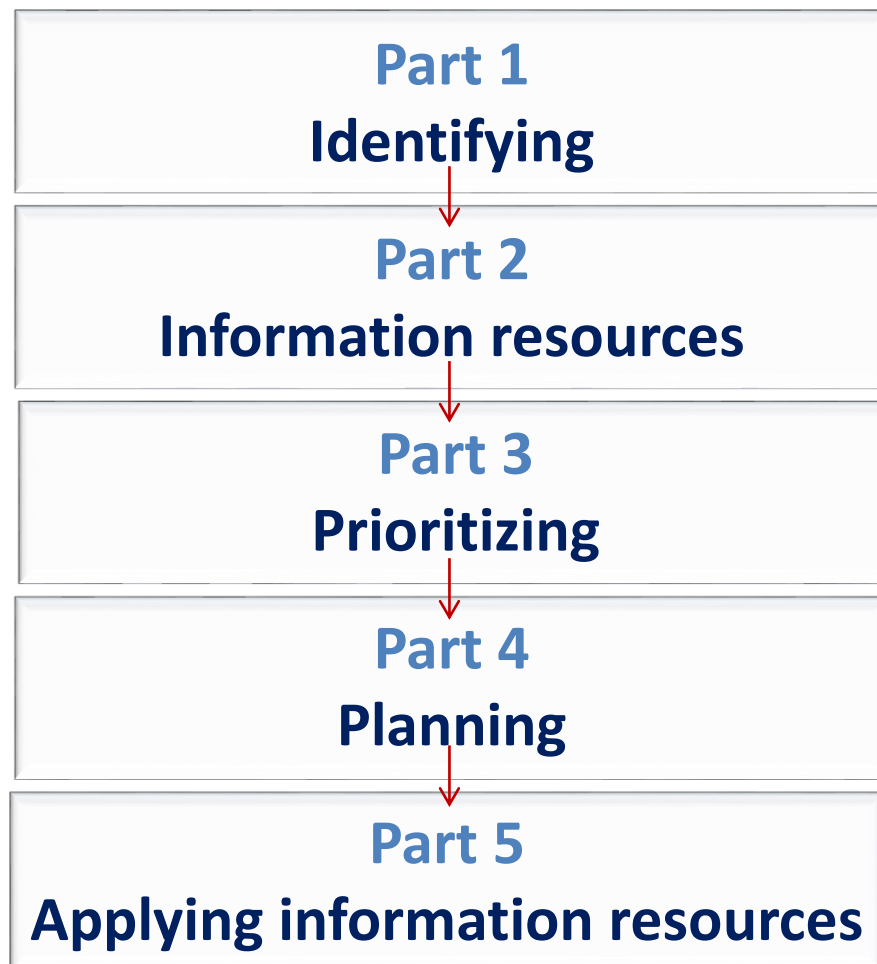 Part 1
Identifying
Part 2
Information resources
Part 3
Prioritizing
Part 4
Planning
Part 5
Applying information resources